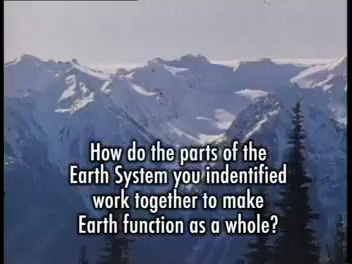 How do the parts of the
Earth System you indentified
work together to make
Earth function as a whole?